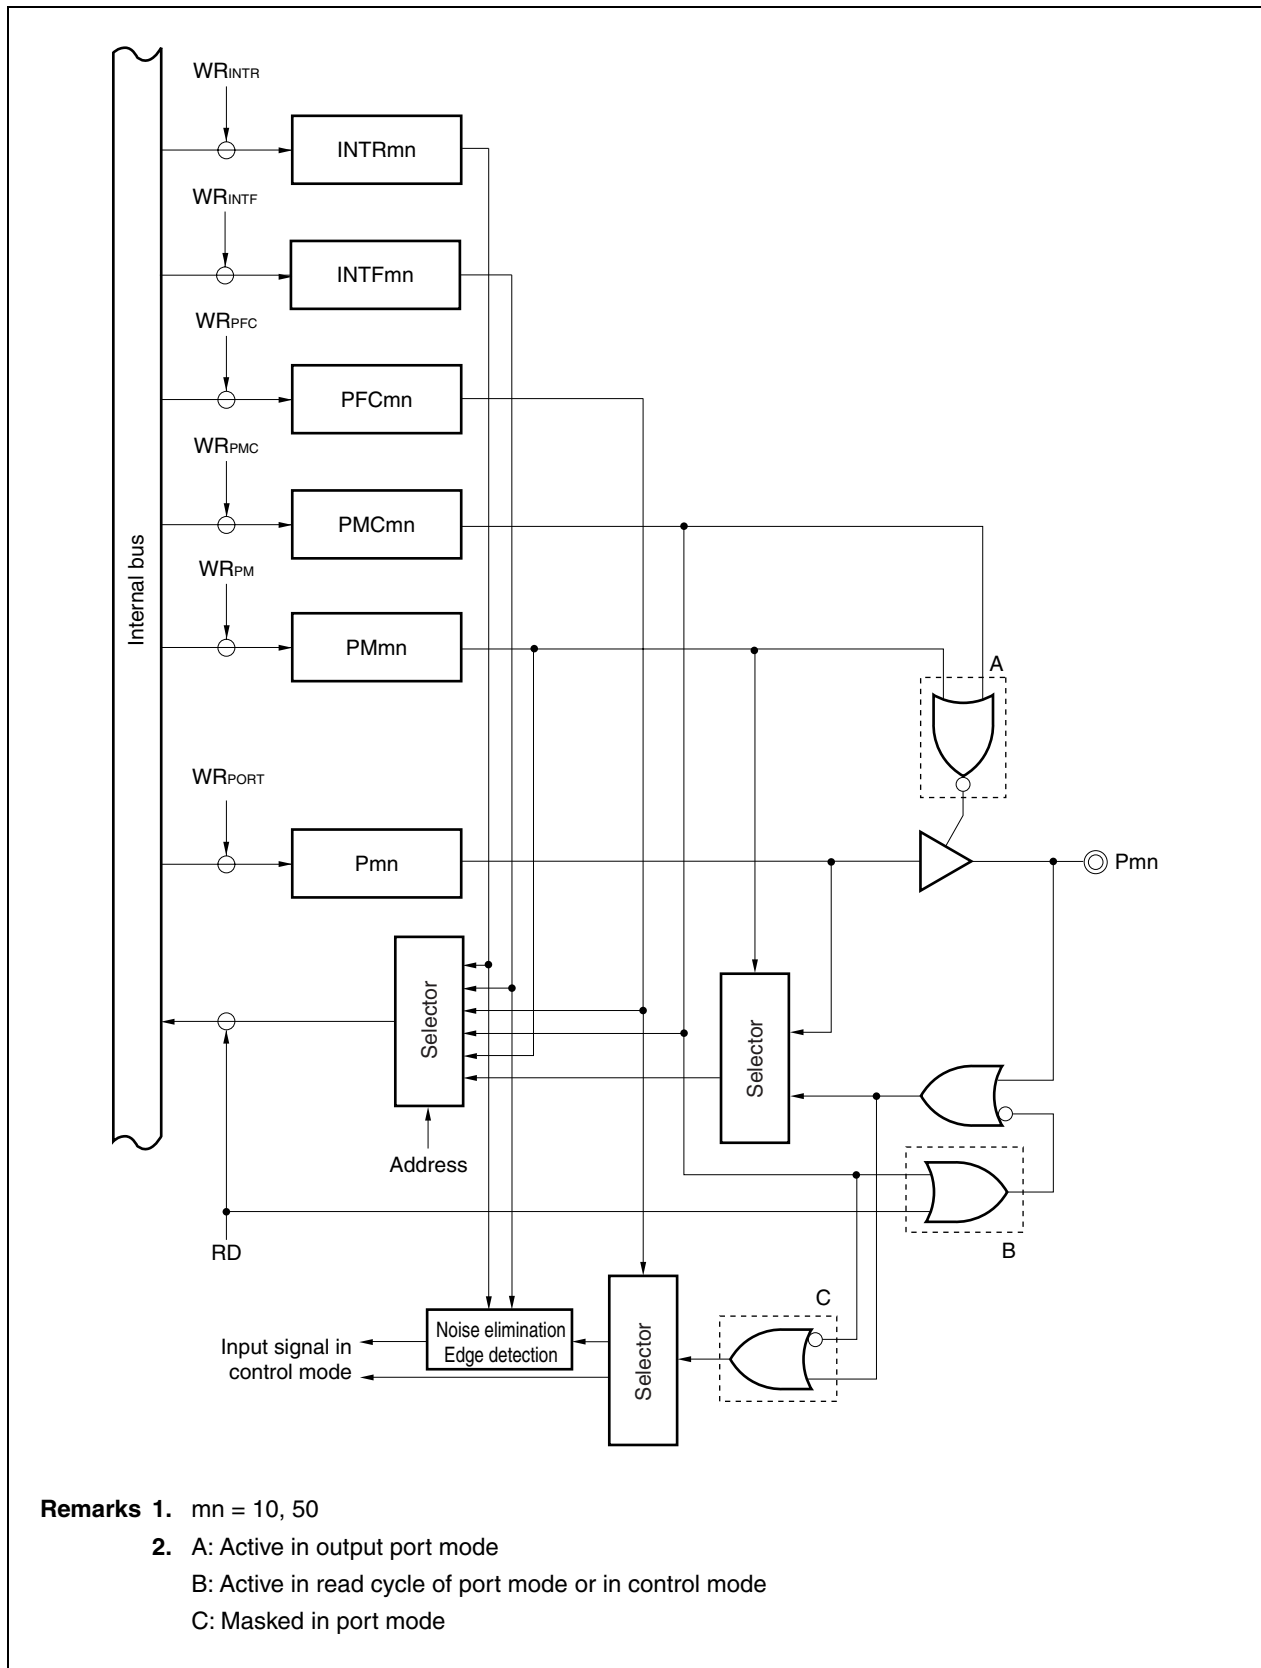 WRINTR
INTRmn
WRINTF
INTFmn
WRPFC
PFCmn
WRPMC
PMCmn
Internal bus
WRPM
PMmn
A
WRPORT
Pmn
Pmn
Selector
Selector
Address
RD
B
C
Noise elimination
Edge detection
Selector
Input signal in
control mode
Remarks 1. mn = 10, 50
2. A: Active in output port mode
B: Active in read cycle of port mode or in control mode
C: Masked in port mode